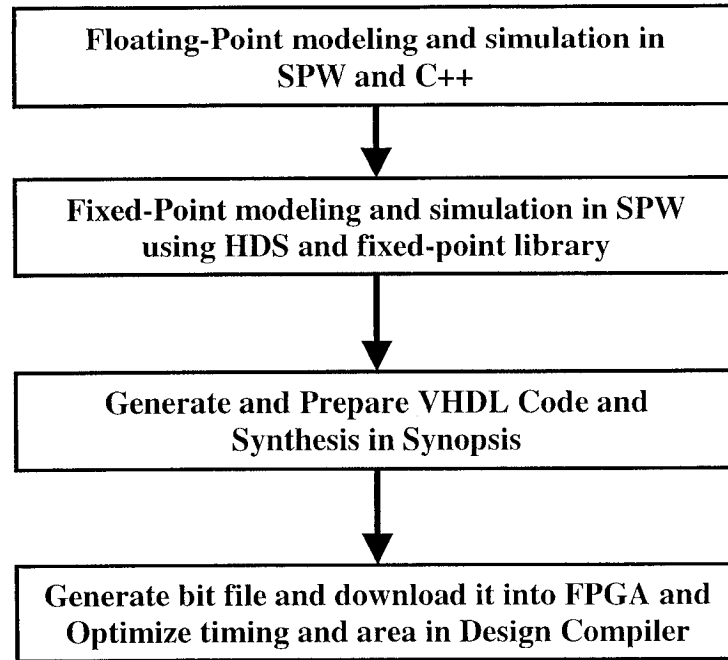 Floating-Point modeling and simulation in
SPW and C++
Fixed-Point modeling and simulation in SPW
using HDS and fixed-point library
Generate and Prepare VHDL Code and
Synthesis in Synopsis
Generate bit file and download it into FPGA and
Optimize timing and area in Design Compiler